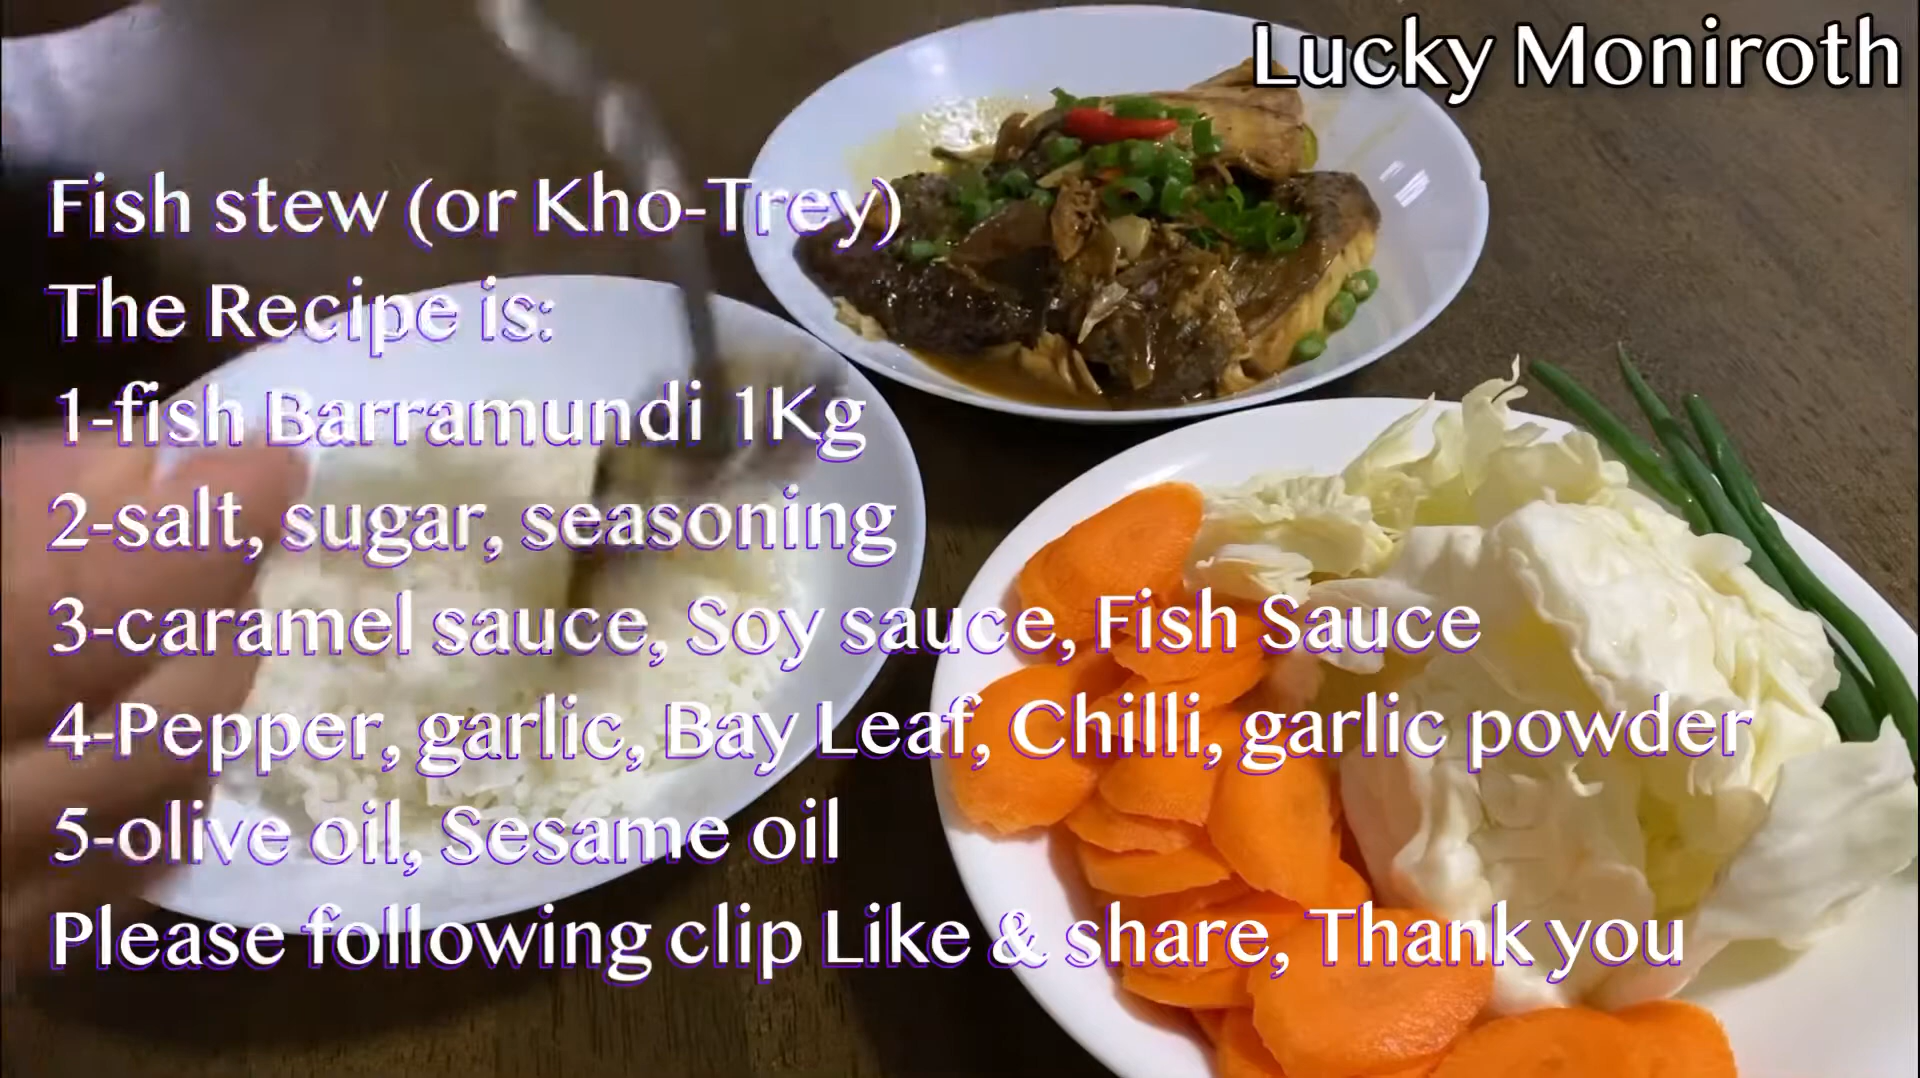 Lucky Moniroth
Fish stew (or Kho-Trey)
The Recipe is:
1-fish Barramundi 1Kg
2-salt, sugar, seasoning
3-caramel sauce, Soy sauce, Fish Sauce
4-Pepper, garlic, Bay Leaf, Chilli, garlic powder
5-olive oil, Sesame oil
Please following clip Like & share, Thank you